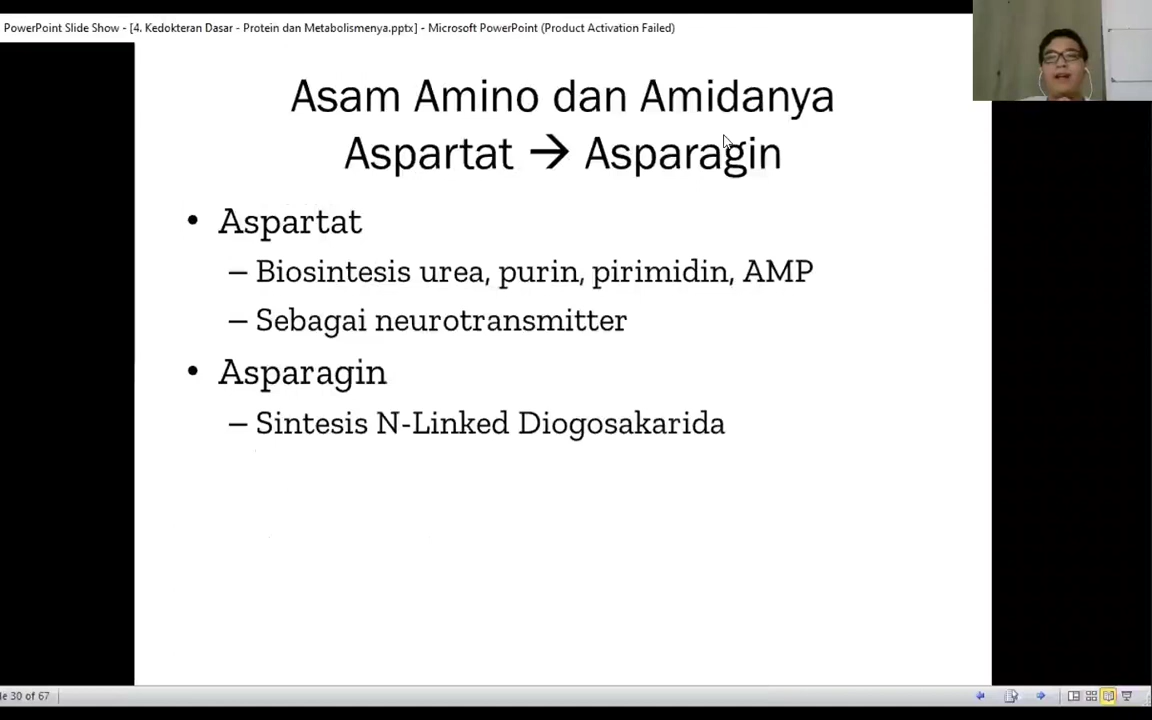 PowerPoint Slide Show - [4. Kedokteran Dasar - Protein dan Metabolismenya.pptx] - Microsoft PowerPoint (Product Activation Failed)
Asam Amino dan Amidanya
Aspartat → Asparagin
• Aspartat
– Biosintesis urea, purin, pirimidin, AMP
– Sebagai neurotransmitter
• Asparagin
– Sintesis N-Linked Diogosakarida
le 30 of 67